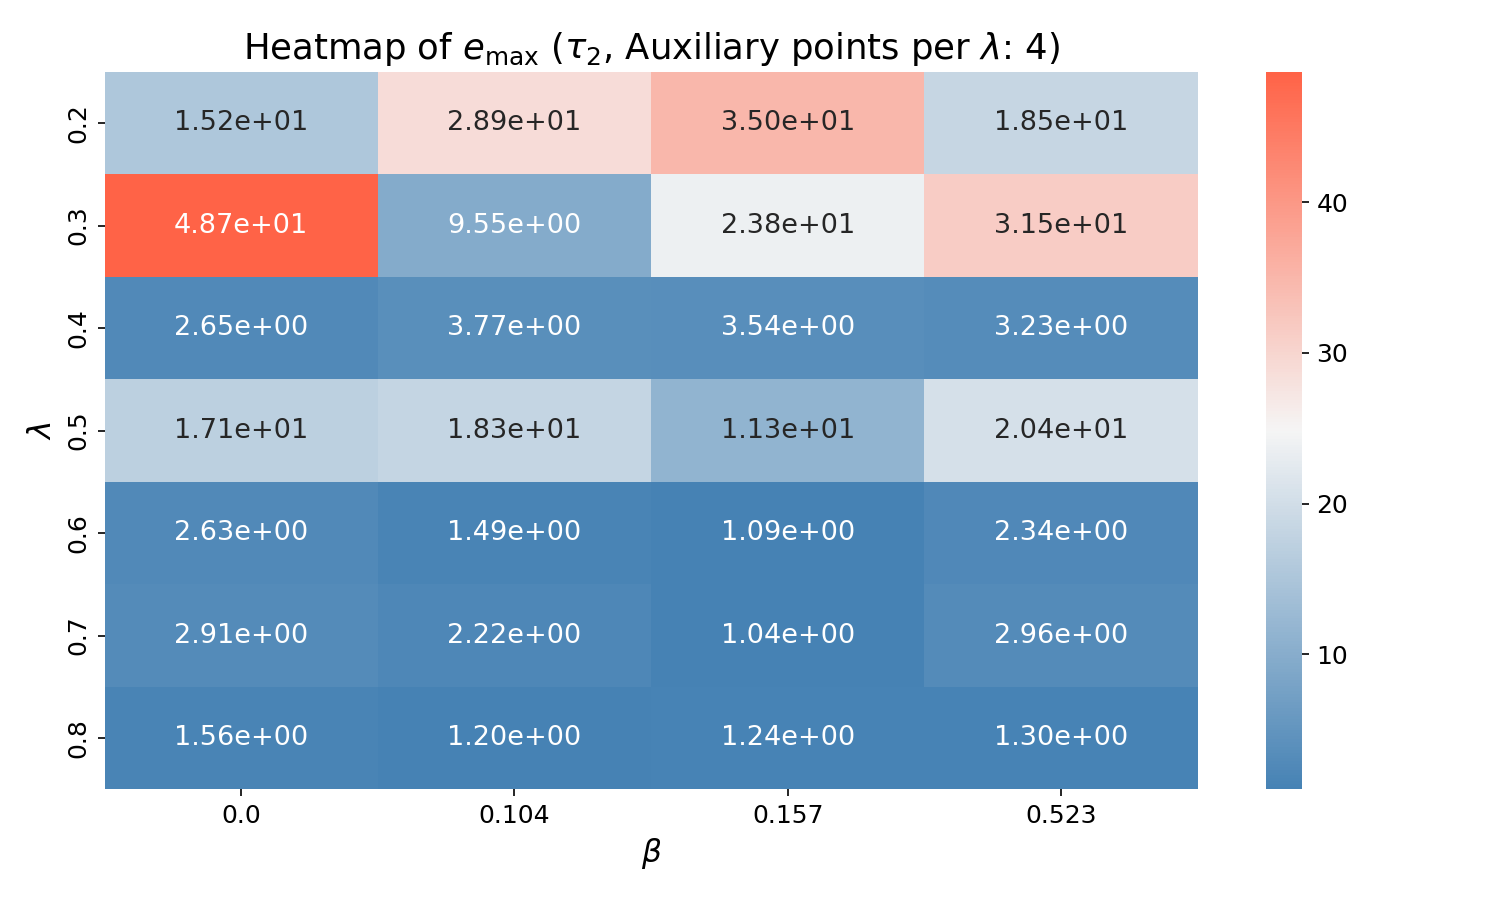 Heatmap of e_max (τ_2, Auxiliary points per λ: 4)
0.2 1.52e+01 2.89e+01 3.50e+01 1.85e+01
0.3 4.87e+01 9.55e+00 2.38e+01 3.15e+01
0.4 2.65e+00 3.77e+00 3.54e+00 3.23e+00
0.5 1.71e+01 1.83e+01 1.13e+01 2.04e+01
0.6 2.63e+00 1.49e+00 1.09e+00 2.34e+00
0.7 2.91e+00 2.22e+00 1.04e+00 2.96e+00
0.8 1.56e+00 1.20e+00 1.24e+00 1.30e+00
λ
0.0 0.104 0.157 0.523
β
40
30
20
10